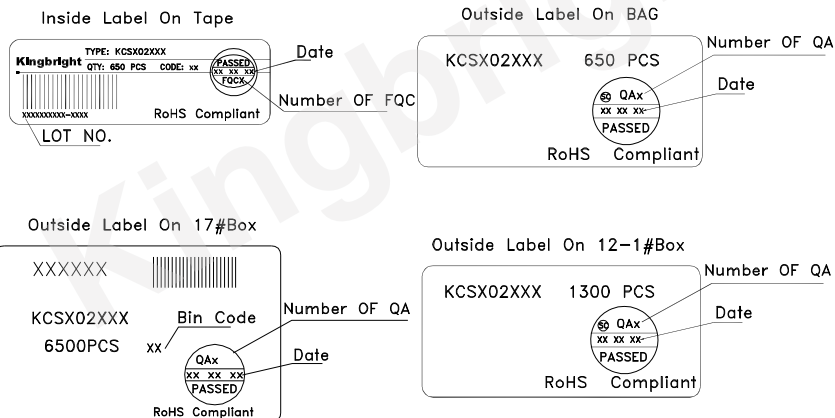 Inside Label On Tape
TYPE: KCSX02XXX
Kingbright QTY: 650 PCS CODE: xx
PASSED
XX XX XX
FQCX
XXXXXXXXXX-XXXX
RoHS Compliant
Date
Number OF FQC
LOT NO.
Outside Label On BAG
KCSX02XXX 650 PCS
SC QAx
XX XX XX
PASSED
RoHS Compliant
Number OF QA
Date
Outside Label On 17#Box
XXXXXX
KCSX02XXX Bin Code
6500PCS xx
QAx
XX XX XX
PASSED
RoHS Compliant
Number OF QA
Date
Outside Label On 12-1#Box
KCSX02XXX 1300 PCS
SC QAx
XX XX XX
PASSED
RoHS Compliant
Number OF QA
Date
Kingbright